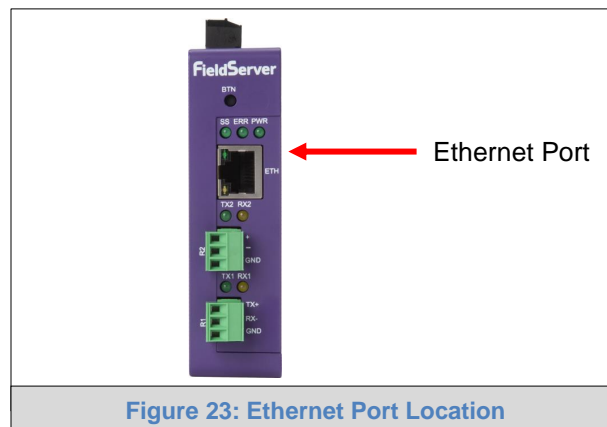 FieldServer
BTN
SS ERR PWR
Ethernet Port
ETH
TX2 RX2
+
−
R2
GND
TX1 RX1
TX+
RX-
R1
GND
Figure 23: Ethernet Port Location